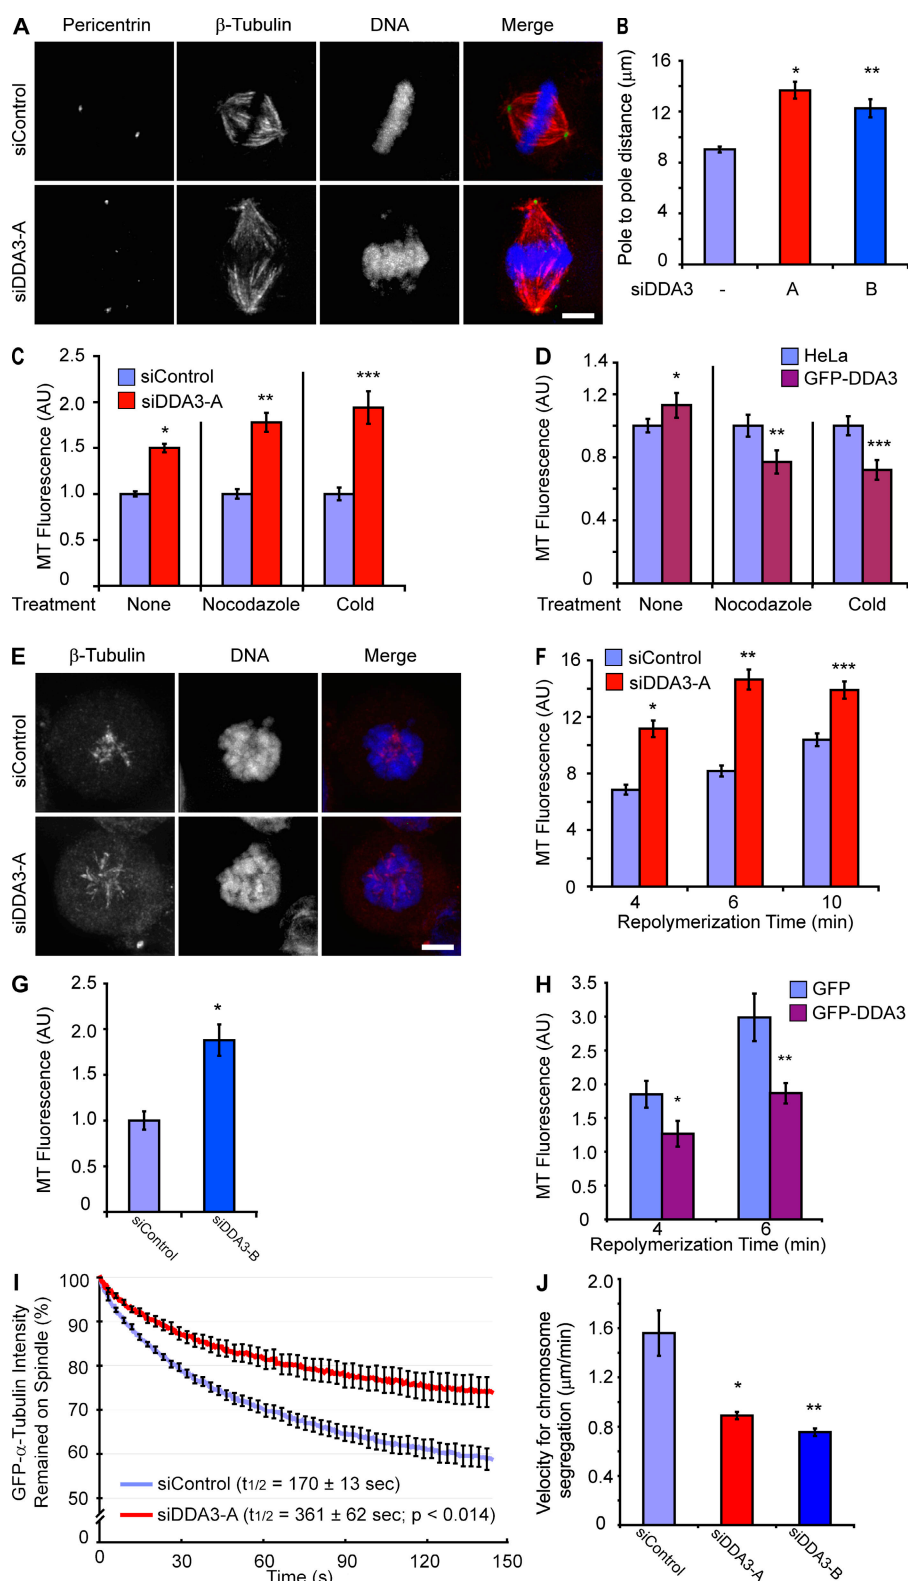 A
Pericentrin
β-Tubulin
DNA
Merge
siControl
siDDA3-A
B
Pole to pole distance (μm)
16
12
8
4
0
*
**
siDDA3
-
A
B
C
MT Fluorescence (AU)
2.5
2.0
1.5
1.0
0.5
0
siControl
siDDA3-A
*
**
***
Treatment
None
Nocodazole
Cold
D
MT Fluorescence (AU)
1.4
1.2
0.8
0.4
0
HeLa
GFP-DDA3
*
**
***
Treatment
None
Nocodazole
Cold
E
β-Tubulin
DNA
Merge
siControl
siDDA3-A
F
MT Fluorescence (AU)
16
12
8
4
0
siControl
siDDA3-A
*
**
***
4
6
10
Repolymerization Time (min)
G
MT Fluorescence (AU)
2.5
2.0
1.5
1.0
0.5
0
*
siControl
siDDA3-B
H
MT Fluorescence (AU)
3.5
3.0
2.5
2.0
1.5
1.0
0.5
0
GFP
GFP-DDA3
*
**
4
6
Repolymerization Time (min)
I
GFP-α-Tubulin Intensity
Remained on Spindle (%)
100
90
80
70
60
50
0
siControl (t1/2 = 170 ± 13 sec)
siDDA3-A (t1/2 = 361 ± 62 sec; p < 0.014)
0
30
60
90
120
150
Time (s)
J
Velocity for chromosome
segregation (μm/min)
2.0
1.6
1.2
0.8
0.4
0
*
**
siControl
siDDA3-A
siDDA3-B